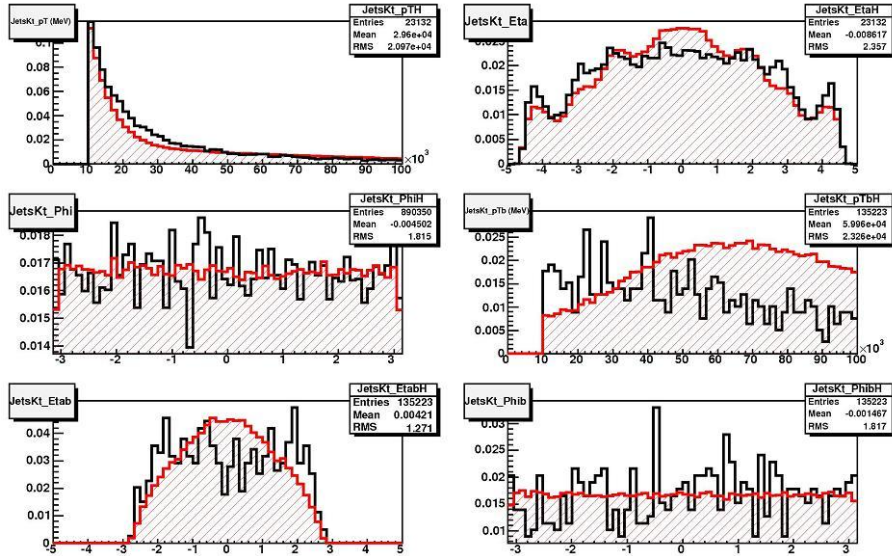 JetsKt_pT (MeV)
JetsKt_pTH
Entries 23132
Mean 2.96e+04
RMS 2.097e+04
0.1
0.08
0.06
0.04
0.02
0
0 10 20 30 40 50 60 70 80 90 100
×10³
JetsKt_Eta
JetsKt_EtaH
Entries 23132
Mean -0.008617
RMS 2.357
0.025
0.02
0.015
0.01
0.005
0
-5 -4 -3 -2 -1 0 1 2 3 4 5
JetsKt_Phi
JetsKt_PhiH
Entries 890350
Mean -0.004502
RMS 1.815
0.018
0.017
0.016
0.015
0.014
-3 -2 -1 0 1 2 3
JetsKt_pTb (MeV)
JetsKt_pTbH
Entries 135223
Mean 5.996e+04
RMS 2.326e+04
0.025
0.02
0.015
0.01
0.005
0
0 10 20 30 40 50 60 70 80 90 100
×10³
JetsKt_Etab
JetsKt_EtabH
Entries 135223
Mean 0.00421
RMS 1.271
0.04
0.03
0.02
0.01
0
-5 -4 -3 -2 -1 0 1 2 3 4 5
JetsKt_Phib
JetsKt_PhibH
Entries 135223
Mean -0.001467
RMS 1.817
0.03
0.025
0.02
0.015
0.01
-3 -2 -1 0 1 2 3